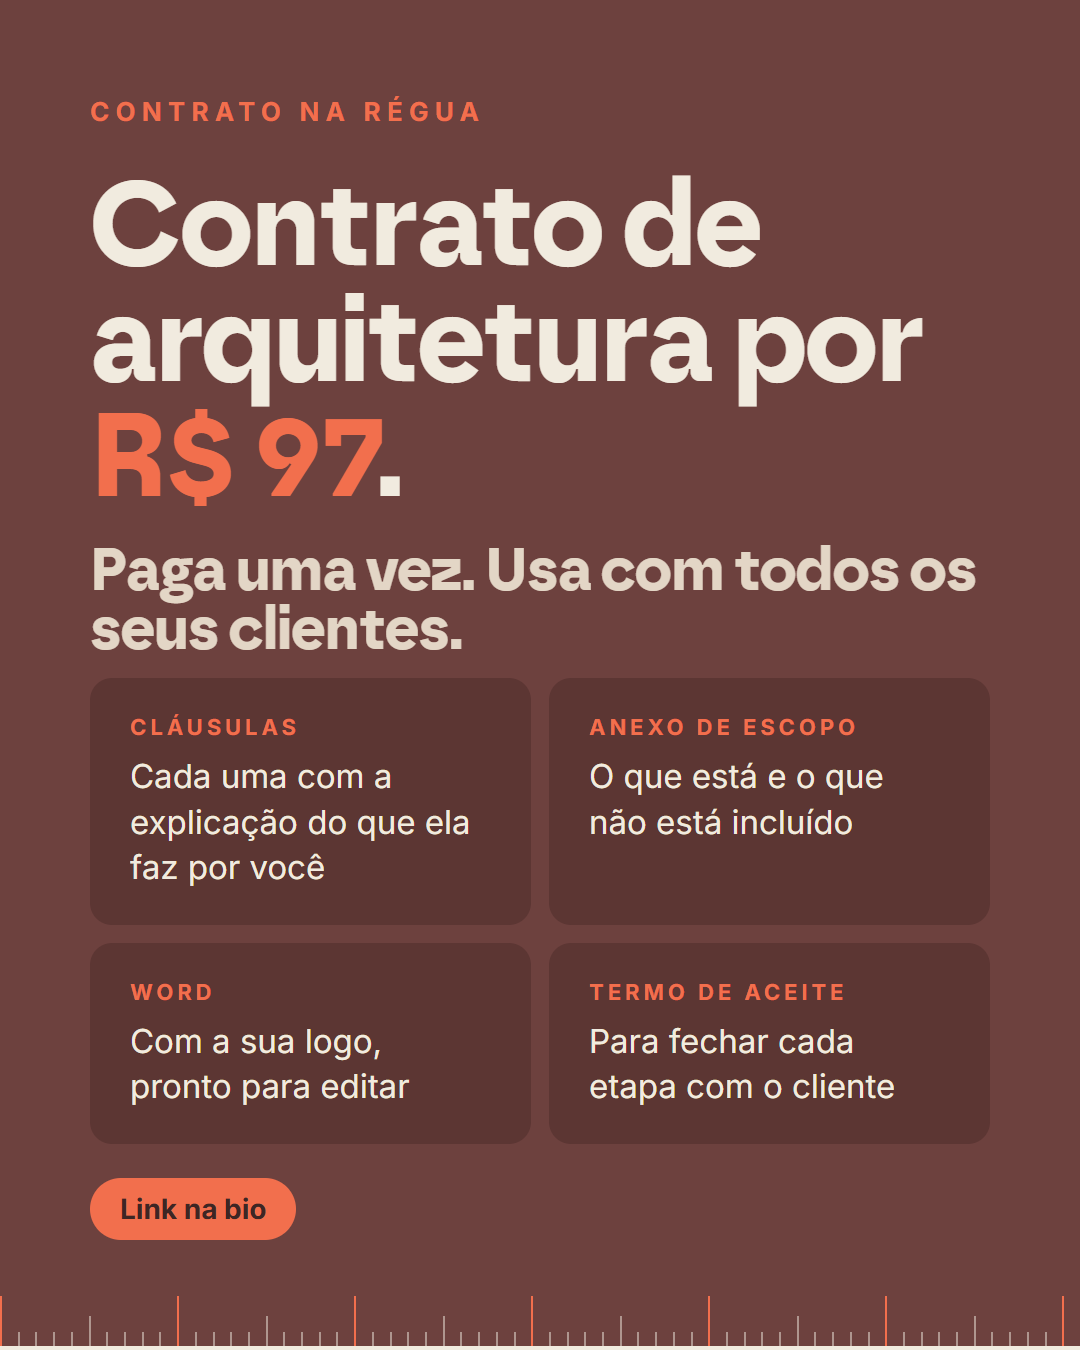 CONTRATO NA RÉGUA
Contrato de
arquitetura por
R$ 97.
Paga uma vez. Usa com todos os
seus clientes.
CLÁUSULAS
Cada uma com a
explicação do que ela
faz por você
ANEXO DE ESCOPO
O que está e o que
não está incluído
WORD
Com a sua logo,
pronto para editar
TERMO DE ACEITE
Para fechar cada
etapa com o cliente
Link na bio